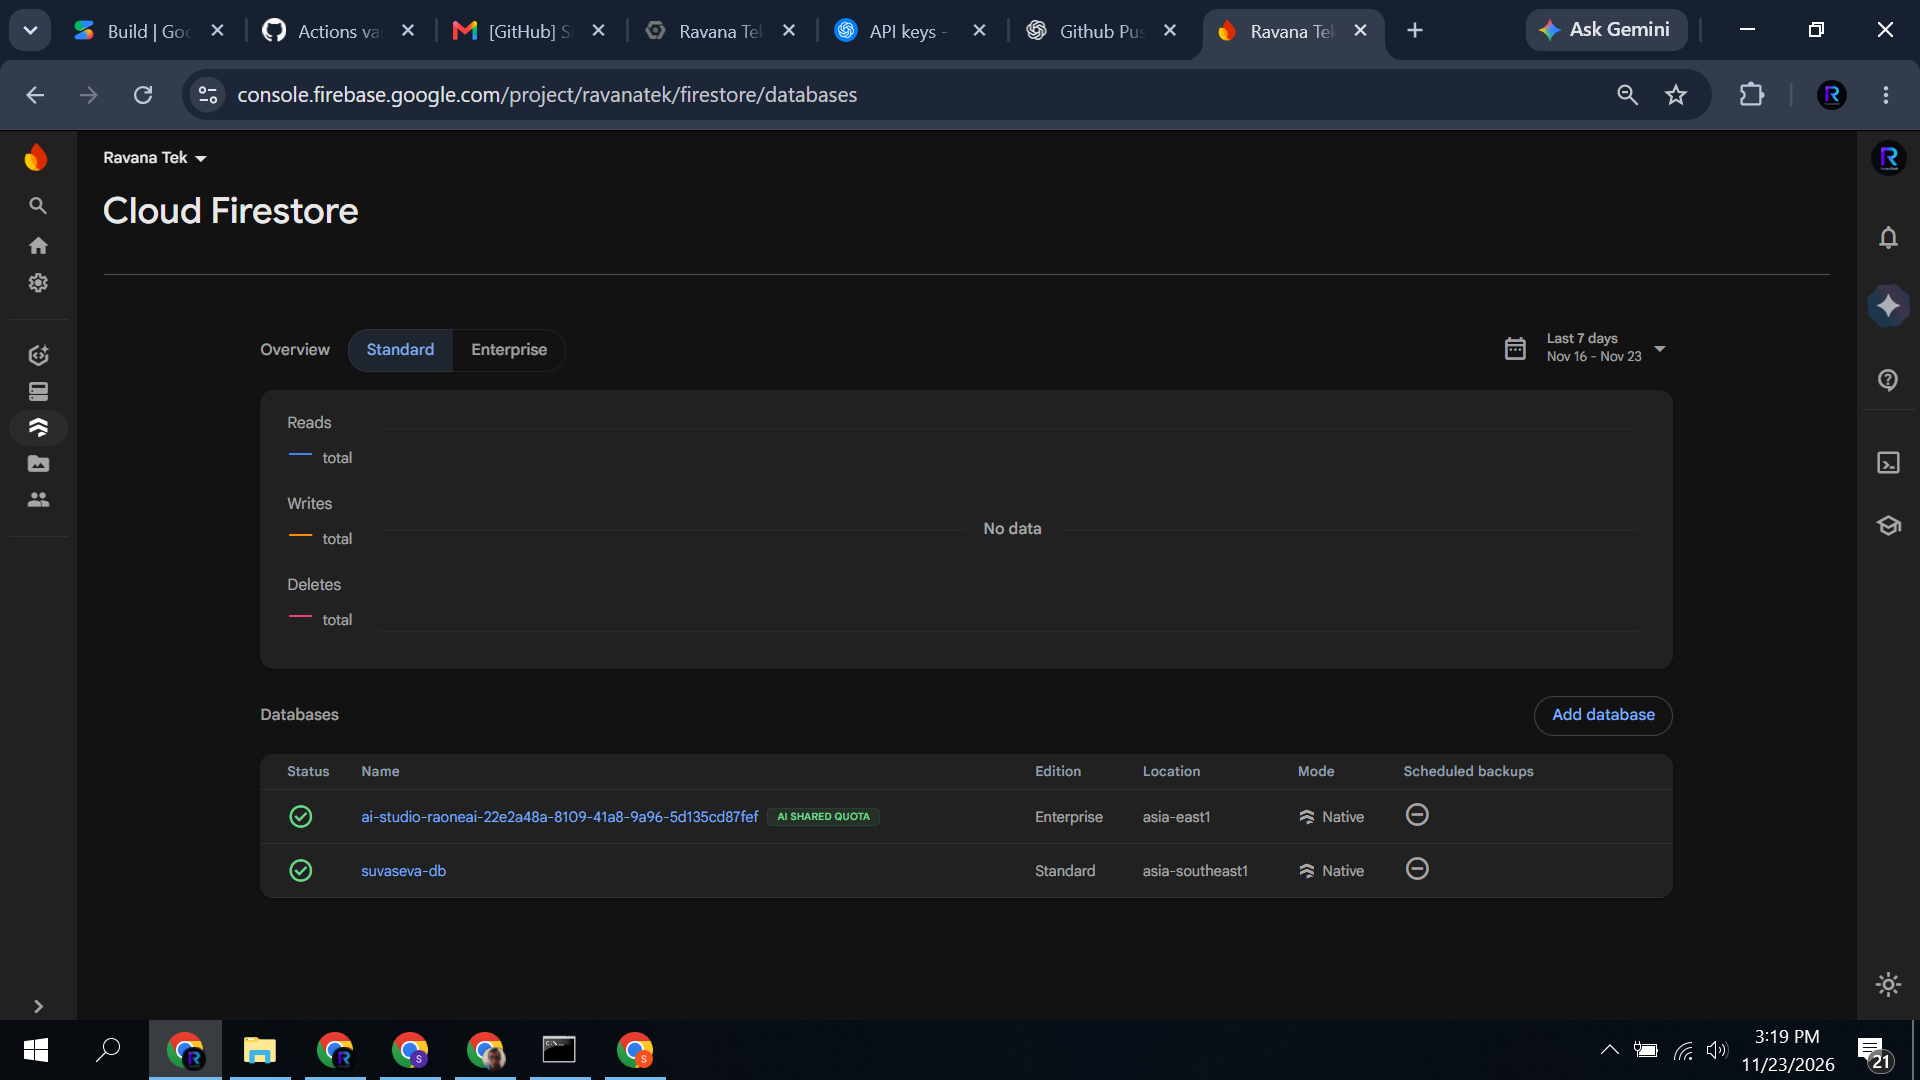 Build | Goo
Actions va
[GitHub] S
Ravana Tek
API keys -
Github Pus
Ravana Tek
Ask Gemini
console.firebase.google.com/project/ravanatek/firestore/databases
Ravana Tek
Cloud Firestore
Overview
Standard
Enterprise
Last 7 days
Nov 16 - Nov 23
Reads
total
Writes
total
No data
Deletes
total
Databases
Add database
Status Name Edition Location Mode Scheduled backups
ai-studio-raoneai-22e2a48a-8109-41a8-9a96-5d135cd87fef AI SHARED QUOTA Enterprise asia-east1 Native
suvaseva-db Standard asia-southeast1 Native
3:19 PM
11/23/2026
21